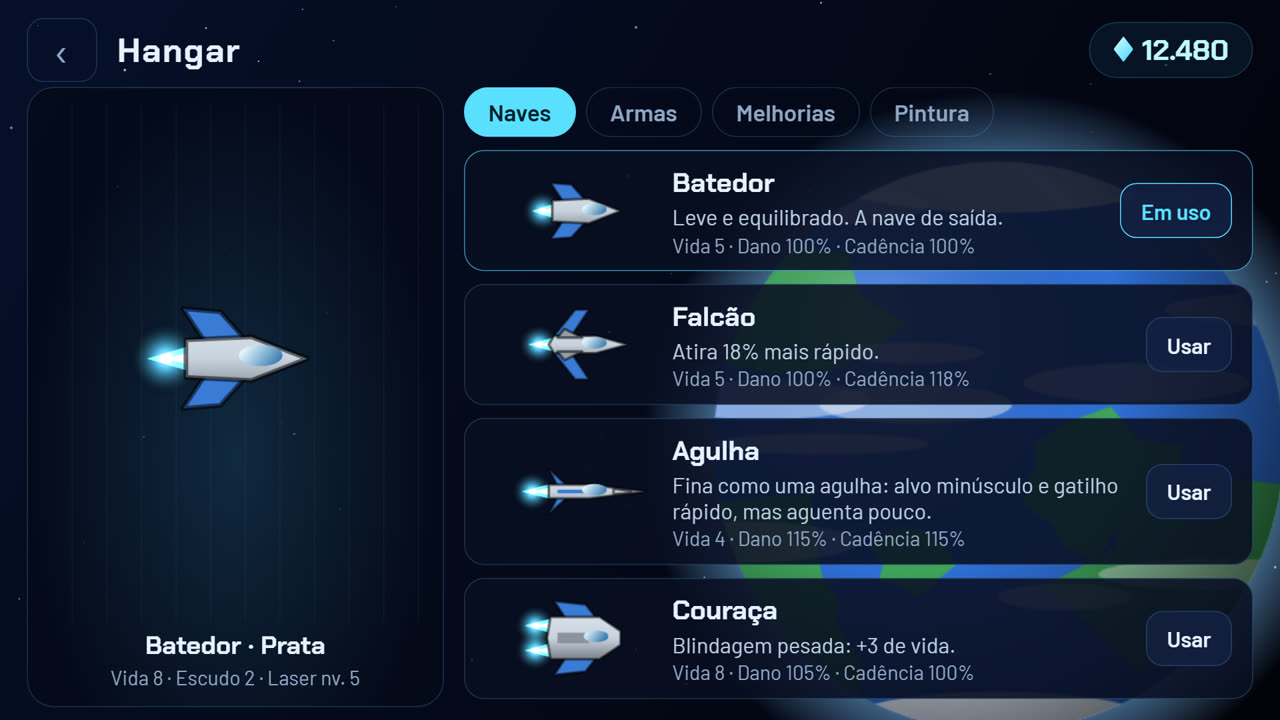 Hangar
12.480
Naves
Armas
Melhorias
Pintura
Batedor · Prata
Vida 8 · Escudo 2 · Laser nv. 5
Batedor
Leve e equilibrado. A nave de saída.
Vida 5 · Dano 100% · Cadência 100%
Em uso
Falcão
Atira 18% mais rápido.
Vida 5 · Dano 100% · Cadência 118%
Usar
Agulha
Fina como uma agulha: alvo minúsculo e gatilho
rápido, mas aguenta pouco.
Vida 4 · Dano 115% · Cadência 115%
Usar
Couraça
Blindagem pesada: +3 de vida.
Vida 8 · Dano 105% · Cadência 100%
Usar